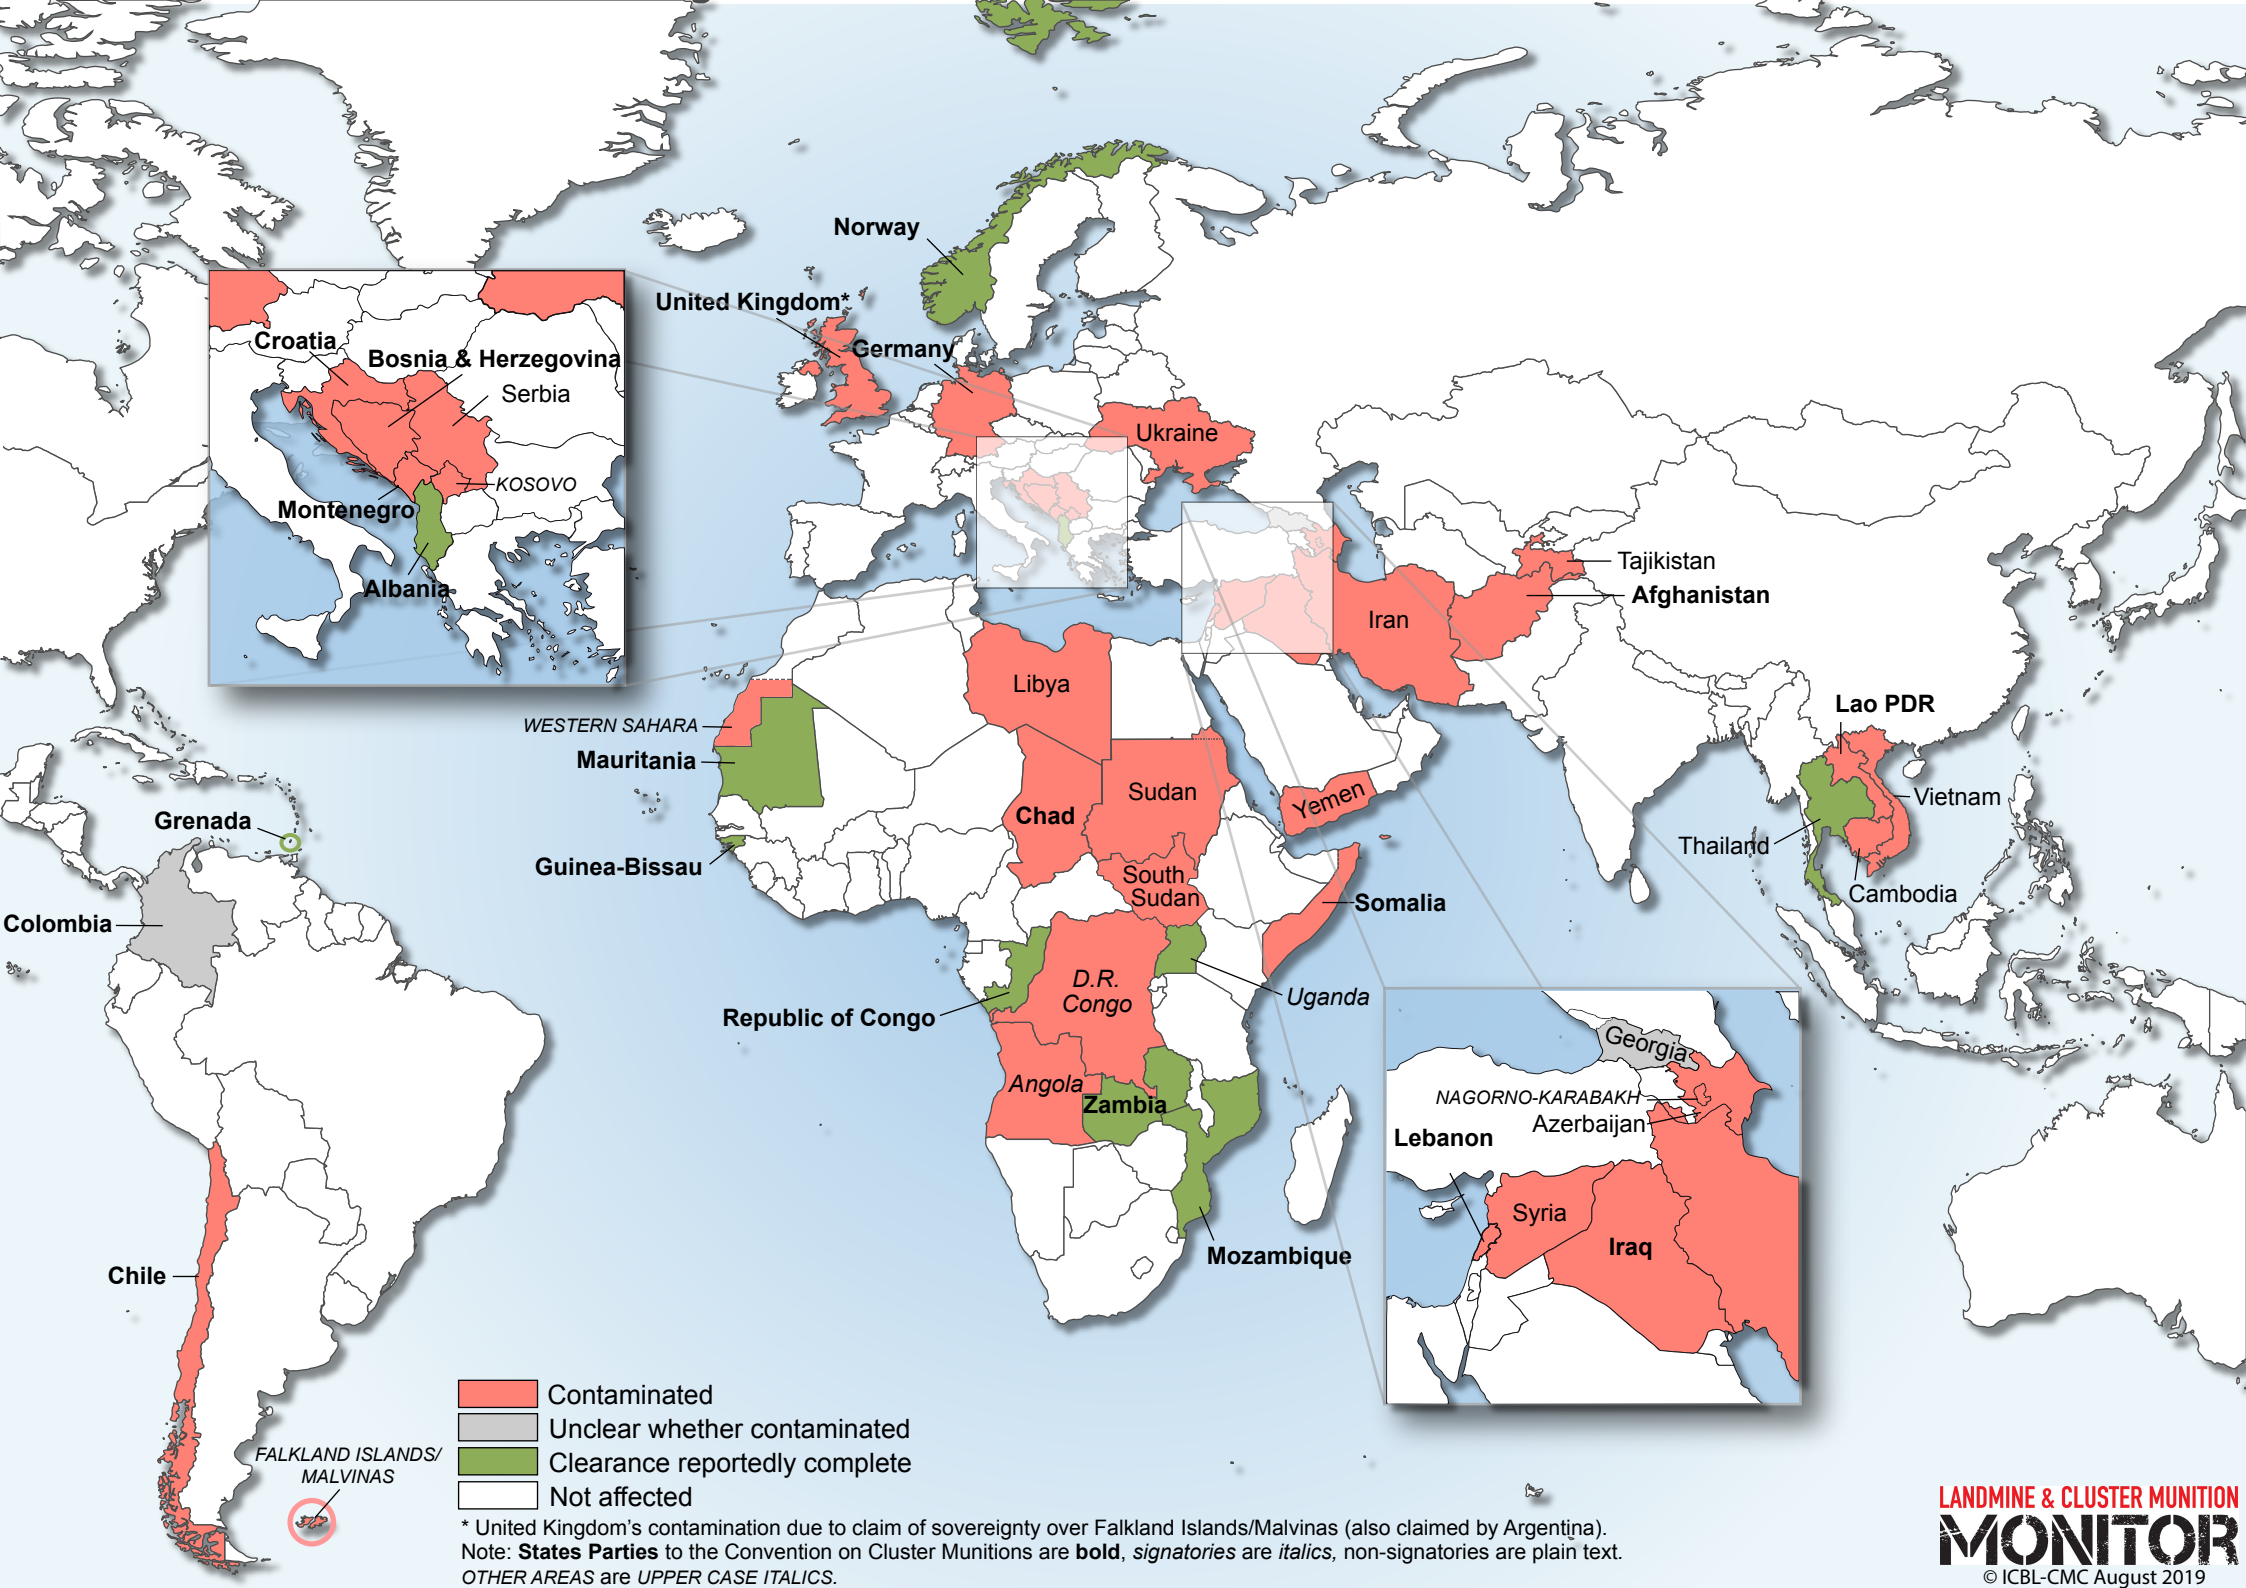 Norway
United Kingdom*
Germany
Croatia
Bosnia & Herzegovina
Serbia
Ukraine
KOSOVO
Montenegro
Albania
Tajikistan
Afghanistan
Iran
Libya
WESTERN SAHARA
Mauritania
Lao PDR
Sudan
Yemen
Vietnam
Chad
Grenada
Thailand
Guinea-Bissau
South
Sudan
Cambodia
Somalia
Colombia
D.R.
Congo
Uganda
Republic of Congo
Georgia
Angola
Zambia
NAGORNO-KARABAKH
Azerbaijan
Lebanon
Syria
Iraq
Mozambique
Chile
FALKLAND ISLANDS/
MALVINAS
Contaminated
Unclear whether contaminated
Clearance reportedly complete
Not affected
* United Kingdom's contamination due to claim of sovereignty over Falkland Islands/Malvinas (also claimed by Argentina).
Note: States Parties to the Convention on Cluster Munitions are bold, signatories are italics, non-signatories are plain text.
OTHER AREAS are UPPER CASE ITALICS.
LANDMINE & CLUSTER MUNITION
MONITOR
© ICBL-CMC August 2019